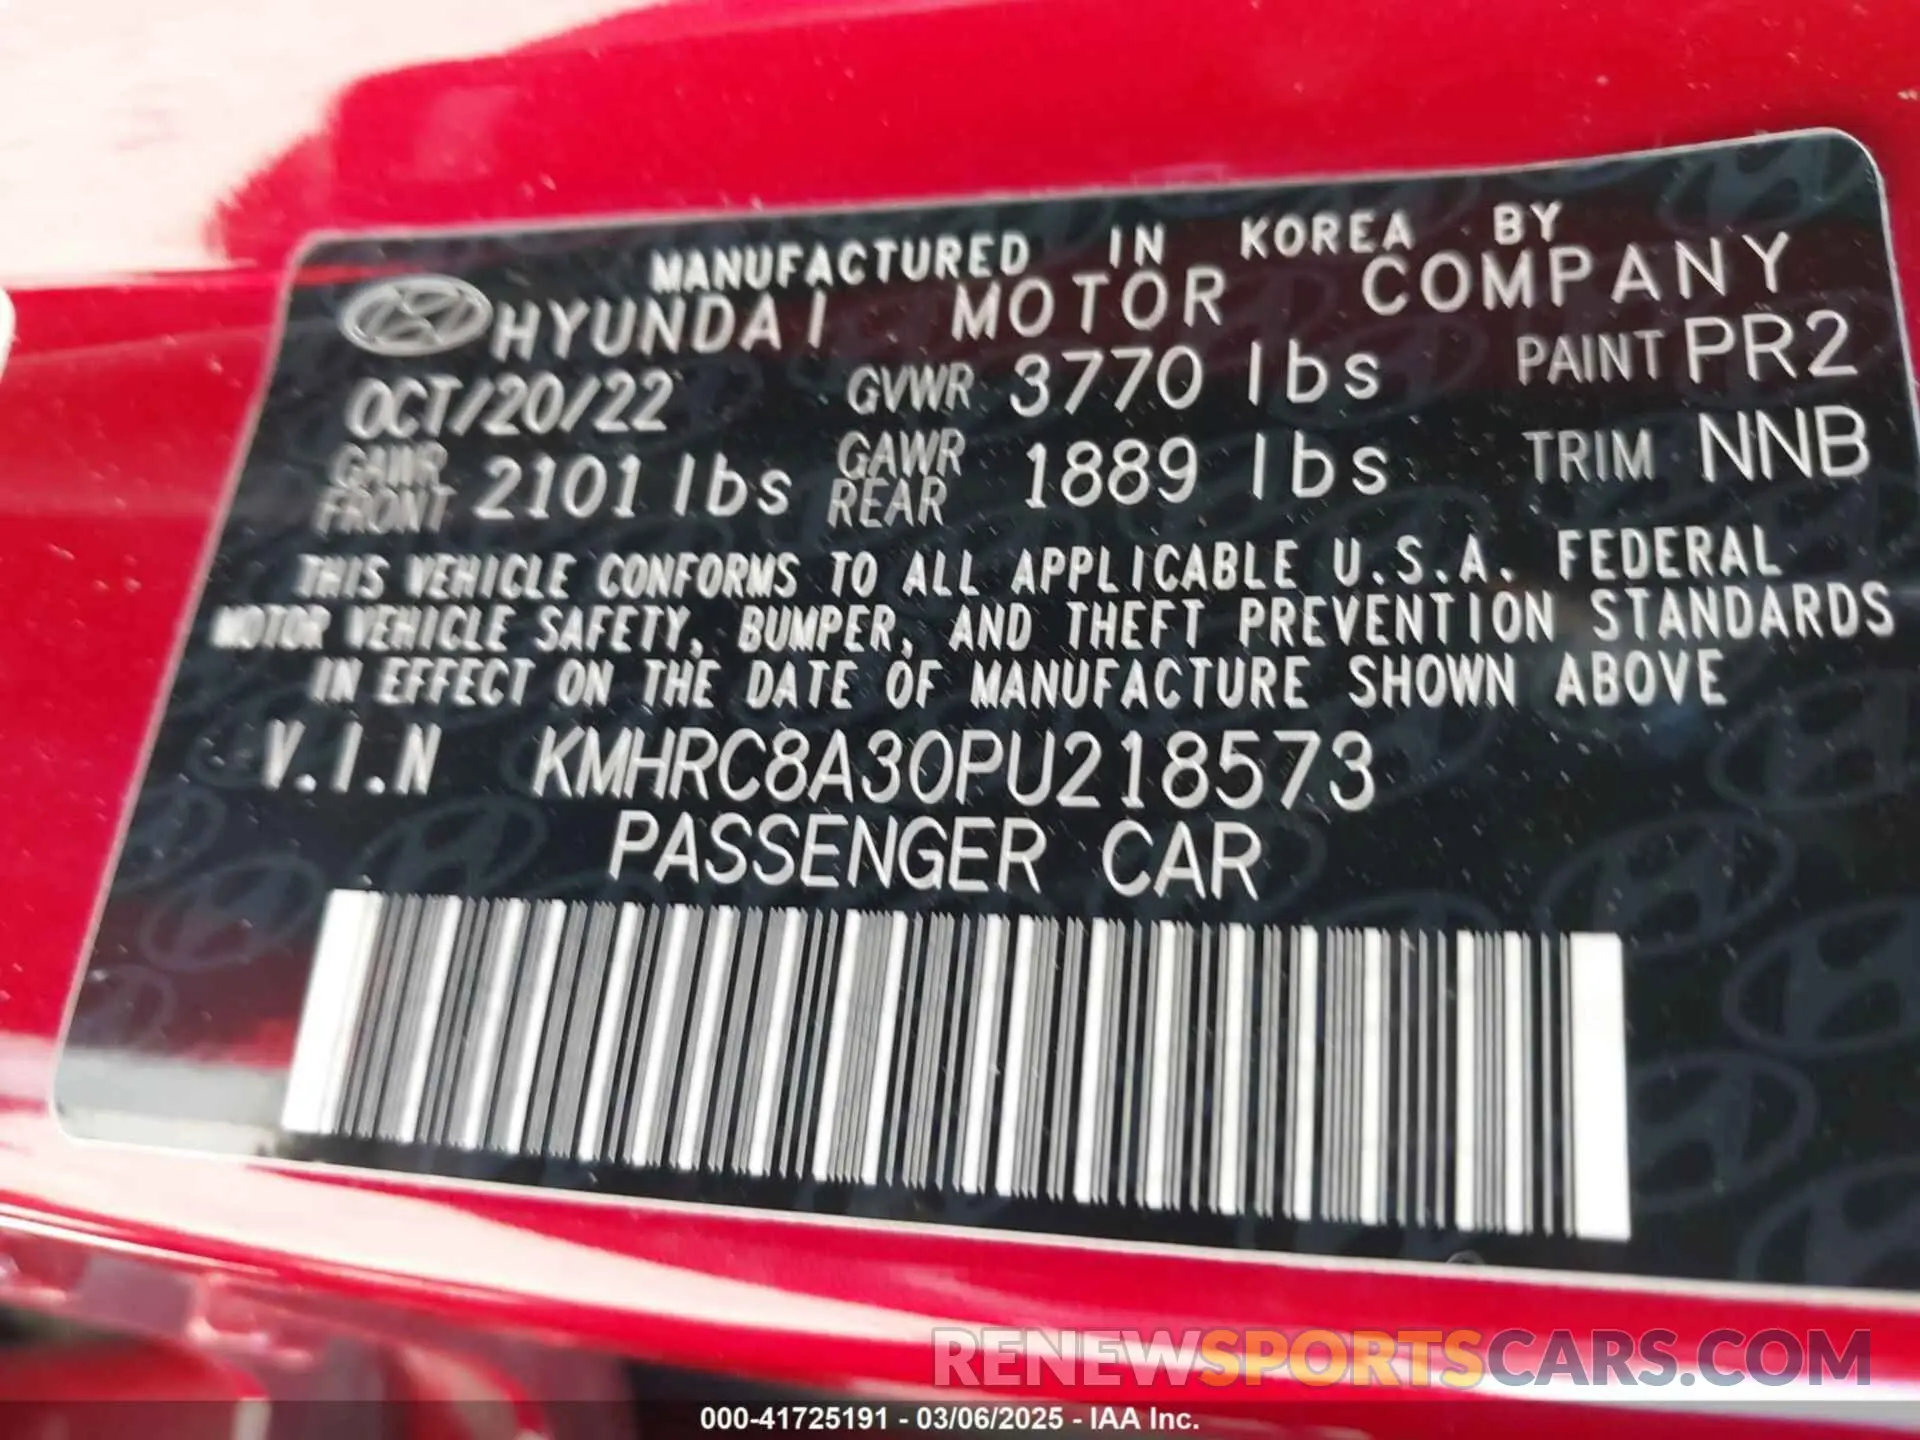 MANUFACTURED IN KOREA BY
HYUNDAI MOTOR COMPANY
OCT/20/22 GVWR 3770 lbs PAINT PR2
GAWR FRONT 2101 lbs GAWR REAR 1889 lbs TRIM NNB
THIS VEHICLE CONFORMS TO ALL APPLICABLE U.S.A. FEDERAL
MOTOR VEHICLE SAFETY, BUMPER, AND THEFT PREVENTION STANDARDS
IN EFFECT ON THE DATE OF MANUFACTURE SHOWN ABOVE
V.I.N KMHRC8A30PU218573
PASSENGER CAR
RENEWSPORTSCARS.COM
000-41725191 - 03/06/2025 - IAA Inc.